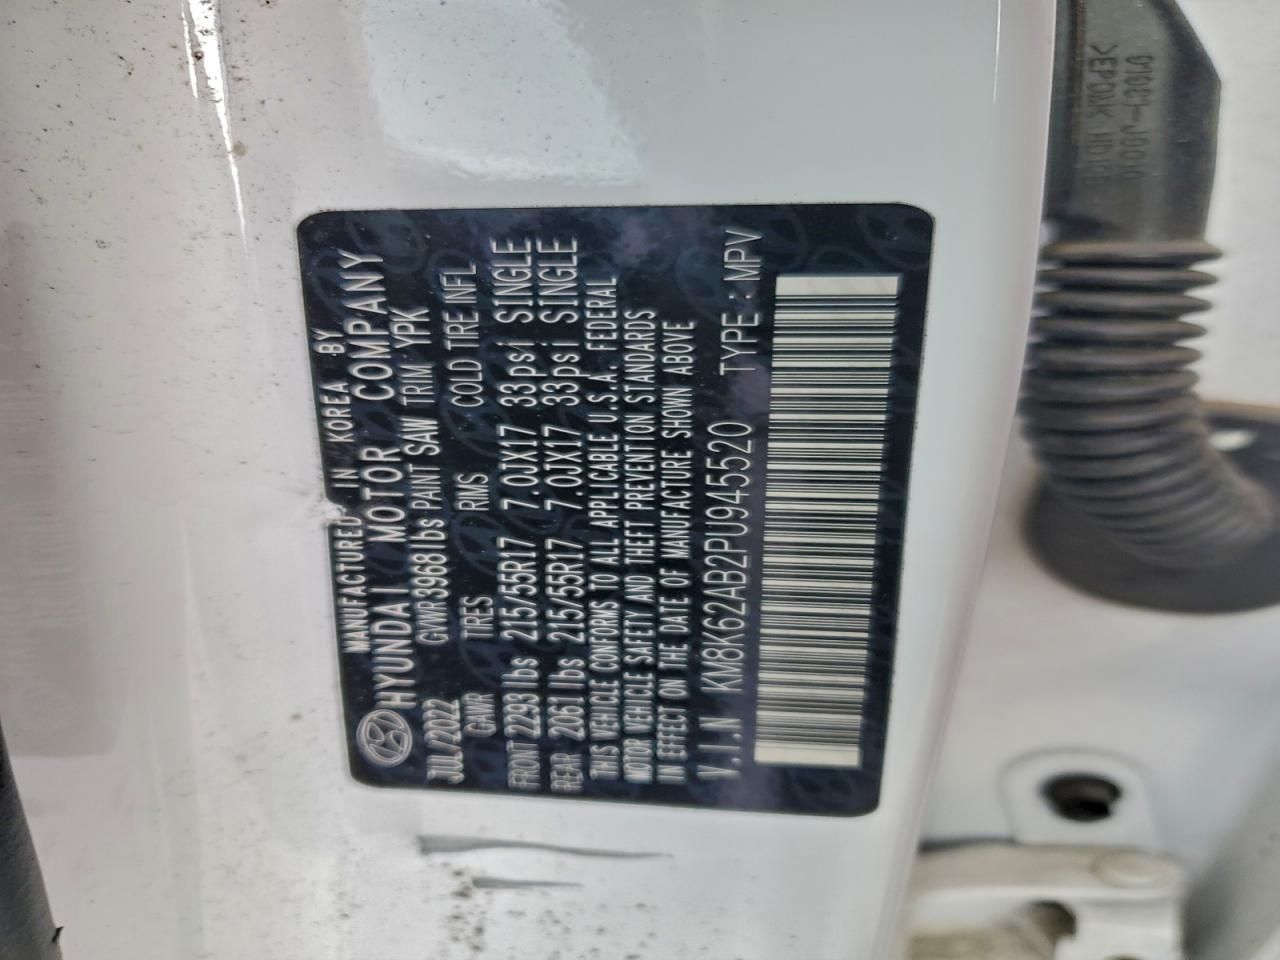 MANUFACTURED IN KOREA BY
HYUNDAI MOTOR COMPANY
JUL/2022 GVWR 3968 lbs PAINT SAW TRIM YPK
GAWR TIRES RIMS COLD TIRE INFL
FRONT 2293 lbs 215/55R17 7.0JX17 33psi SINGLE
REAR 2061 lbs 215/55R17 7.0JX17 33psi SINGLE
THIS VEHICLE CONFORMS TO ALL APPLICABLE U.S.A. FEDERAL
MOTOR VEHICLE SAFETY AND THEFT PREVENTION STANDARDS
IN EFFECT ON THE DATE OF MANUFACTURE SHOWN ABOVE
V.I.N KM8K62AB2PU945520 TYPE : MPV